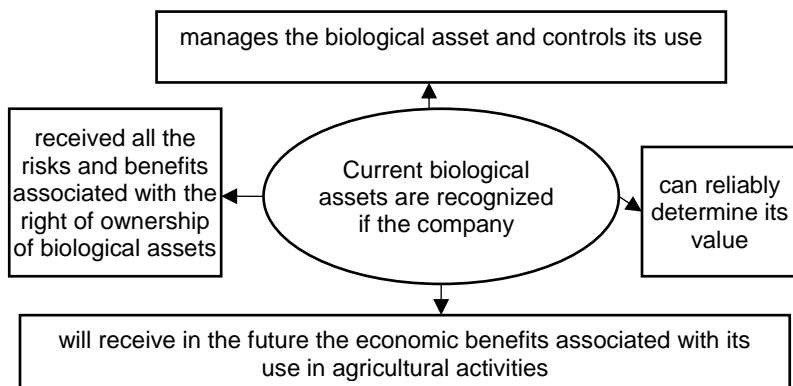 manages the biological asset and controls its use
received all the
risks and benefits
associated with the
right of ownership
of biological assets
Current biological
assets are recognized
if the company
can reliably
determine its
value
will receive in the future the economic benefits associated with its
use in agricultural activities